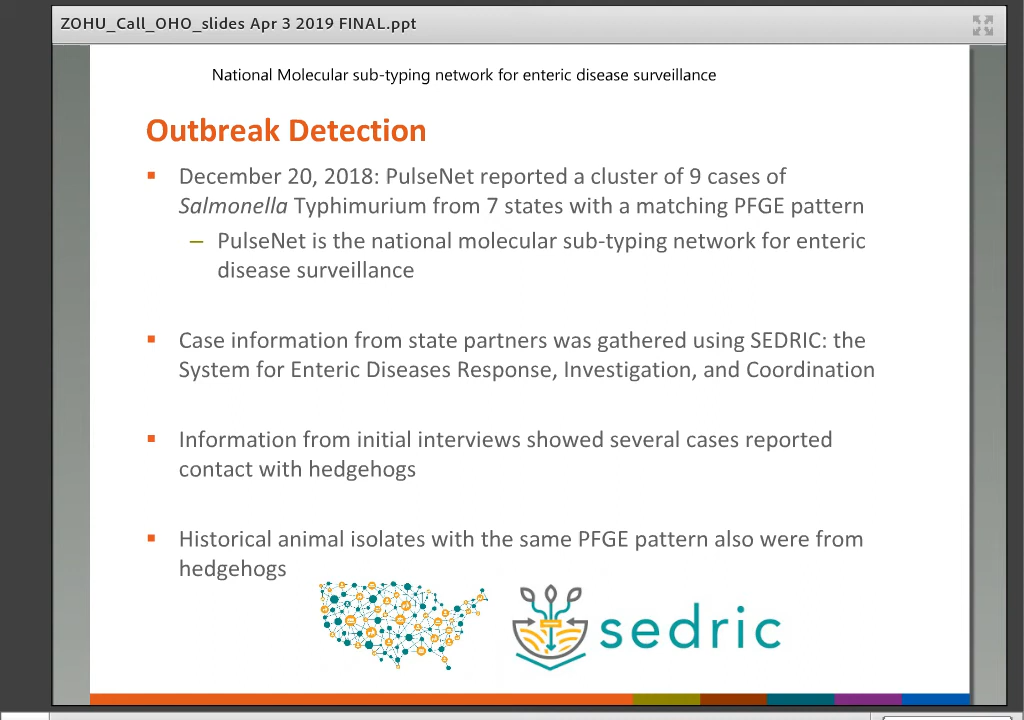 ZOHU_Call_OHO_slides Apr 3 2019 FINAL.ppt
National Molecular sub-typing network for enteric disease surveillance
Outbreak Detection
▪ December 20, 2018: PulseNet reported a cluster of 9 cases of
Salmonella Typhimurium from 7 states with a matching PFGE pattern
– PulseNet is the national molecular sub-typing network for enteric
disease surveillance
▪ Case information from state partners was gathered using SEDRIC: the
System for Enteric Diseases Response, Investigation, and Coordination
▪ Information from initial interviews showed several cases reported
contact with hedgehogs
▪ Historical animal isolates with the same PFGE pattern also were from
hedgehogs
sedric